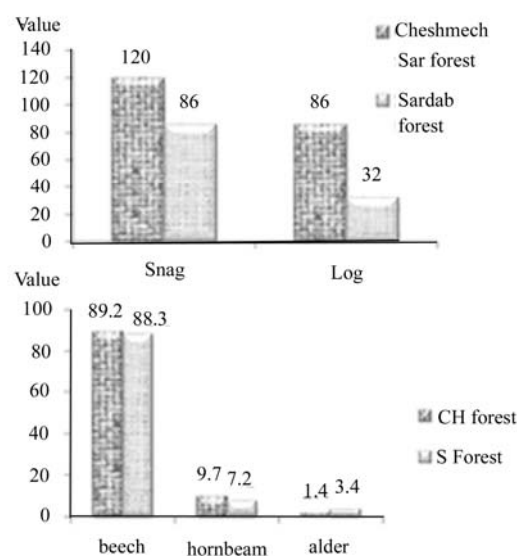 Value
140
120
100
80
60
40
20
0
120
86
86
32
Snag
Log
Cheshmech
Sar forest
Sardab
forest
Value
100
80
60
40
20
0
89.2
88.3
9.7
7.2
1.4
3.4
beech
hornbeam
alder
CH forest
S Forest